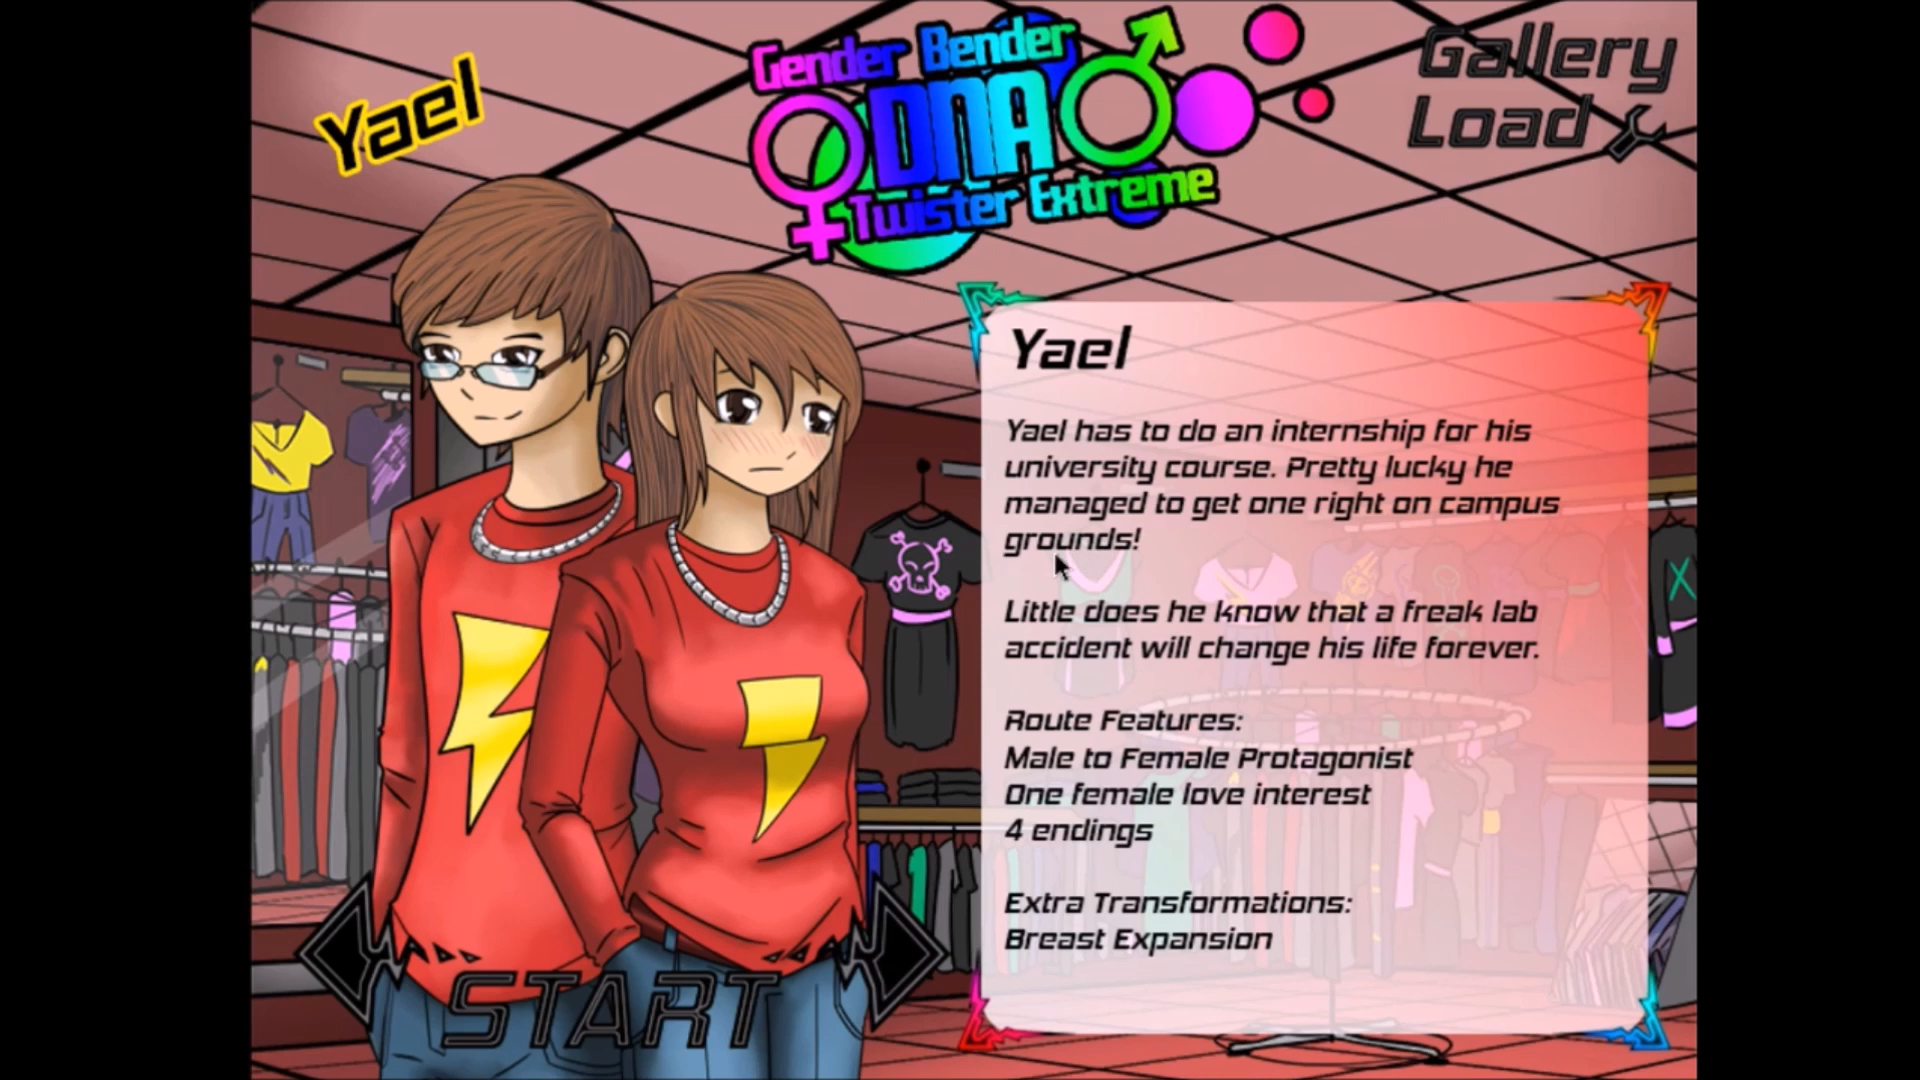 Yael
Gender Bender
DNA
Twister Extreme
Gallery
Load
Yael
Yael has to do an internship for his
university course. Pretty lucky he
managed to get one right on campus
grounds!
Little does he know that a freak lab
accident will change his life forever.
Route Features:
Male to Female Protagonist
One female love interest
4 endings
Extra Transformations:
Breast Expansion
START